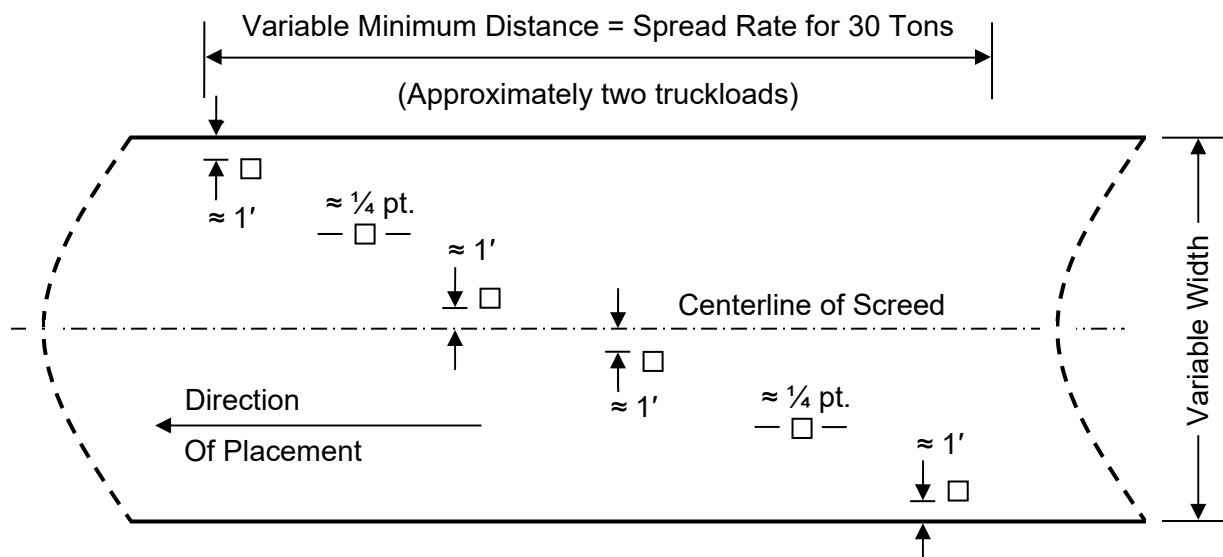 Variable Minimum Distance = Spread Rate for 30 Tons
(Approximately two truckloads)
≈ 1′
≈ ¼ pt.
≈ 1′
Centerline of Screed
≈ 1′
≈ ¼ pt.
≈ 1′
Direction
Of Placement
Variable Width